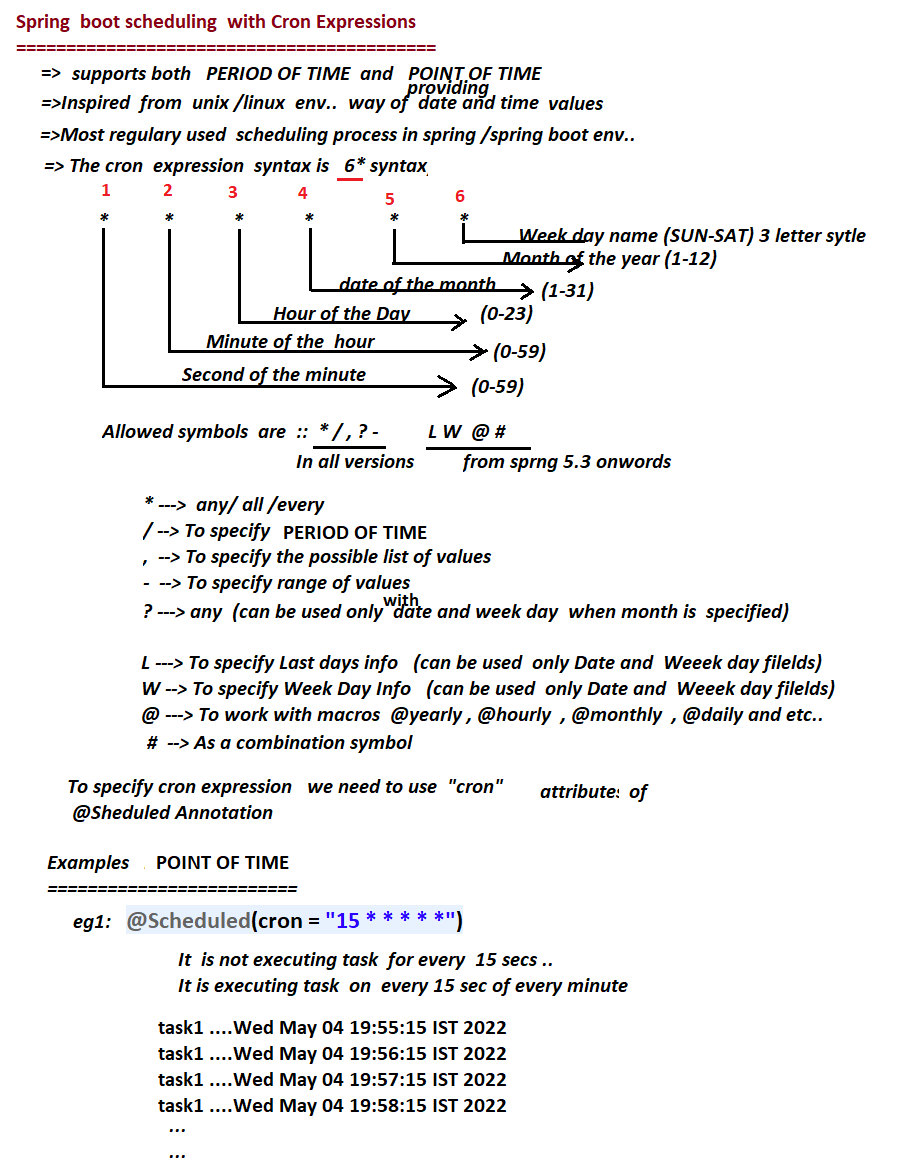 Spring boot scheduling with Cron Expressions
==========================================
=> supports both PERIOD OF TIME and POINT OF TIME
providing
=>Inspired from unix /linux env.. way of date and time values
=>Most regulary used scheduling process in spring /spring boot env..
=> The cron expression syntax is 6* syntax
1 2 3 4 5 6
* * * * * *
Week day name (SUN-SAT) 3 letter sytle
Month of the year (1-12)
date of the month (1-31)
Hour of the Day (0-23)
Minute of the hour (0-59)
Second of the minute (0-59)
Allowed symbols are :: * / , ? - L W @ #
In all versions from sprng 5.3 onwords
* ---> any/ all /every
/ --> To specify PERIOD OF TIME
, --> To specify the possible list of values
- --> To specify range of values
with
? ---> any (can be used only date and week day when month is specified)
L ---> To specify Last days info (can be used only Date and Weeek day filelds)
W --> To specify Week Day Info (can be used only Date and Weeek day filelds)
@ ---> To work with macros @yearly , @hourly , @monthly , @daily and etc..
# --> As a combination symbol
To specify cron expression we need to use "cron" attributes of
@Sheduled Annotation
Examples POINT OF TIME
=========================
eg1: @Scheduled(cron = "15 * * * * *")
It is not executing task for every 15 secs ..
It is executing task on every 15 sec of every minute
task1 ....Wed May 04 19:55:15 IST 2022
task1 ....Wed May 04 19:56:15 IST 2022
task1 ....Wed May 04 19:57:15 IST 2022
task1 ....Wed May 04 19:58:15 IST 2022
...
...